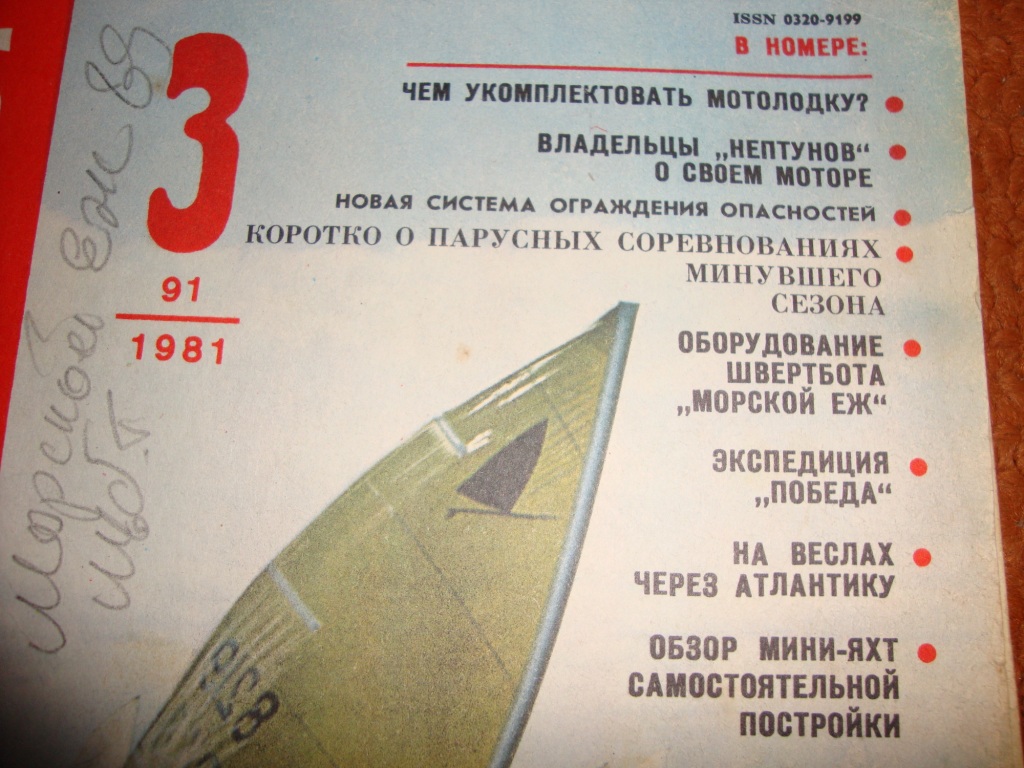 ISSN 0320-9199
В НОМЕРЕ:
3
91
1981
ЧЕМ УКОМПЛЕКТОВАТЬ МОТОЛОДКУ?
ВЛАДЕЛЬЦЫ „НЕПТУНОВ“
О СВОЕМ МОТОРЕ
НОВАЯ СИСТЕМА ОГРАЖДЕНИЯ ОПАСНОСТЕЙ
КОРОТКО О ПАРУСНЫХ СОРЕВНОВАНИЯХ
МИНУВШЕГО
СЕЗОНА
ОБОРУДОВАНИЕ
ШВЕРТБОТА
„МОРСКОЙ ЕЖ“
ЭКСПЕДИЦИЯ
„ПОБЕДА“
НА ВЕСЛАХ
ЧЕРЕЗ АТЛАНТИКУ
ОБЗОР МИНИ-ЯХТ
САМОСТОЯТЕЛЬНОЙ
ПОСТРОЙКИ